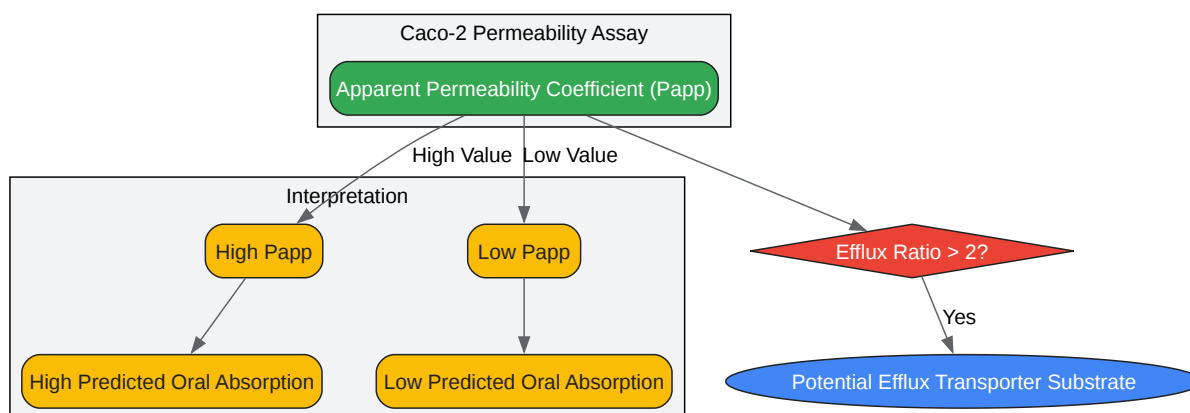 Caco-2 Permeability Assay
Apparent Permeability Coefficient (Papp)
High Value
Low Value
Interpretation
High Papp
Low Papp
Efflux Ratio > 2?
Yes
High Predicted Oral Absorption
Low Predicted Oral Absorption
Potential Efflux Transporter Substrate